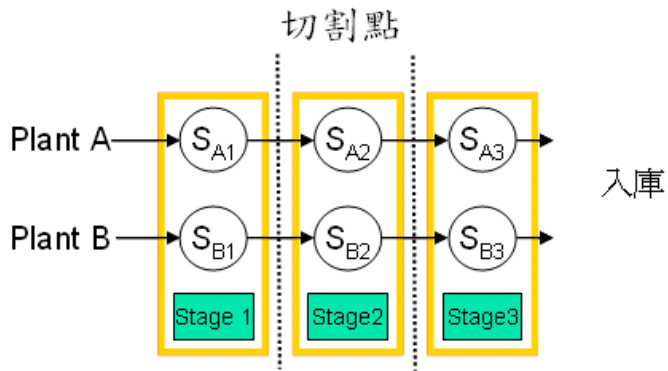 切割點
Plant A
S_A1
S_A2
S_A3
入庫
Plant B
S_B1
S_B2
S_B3
Stage 1
Stage2
Stage3